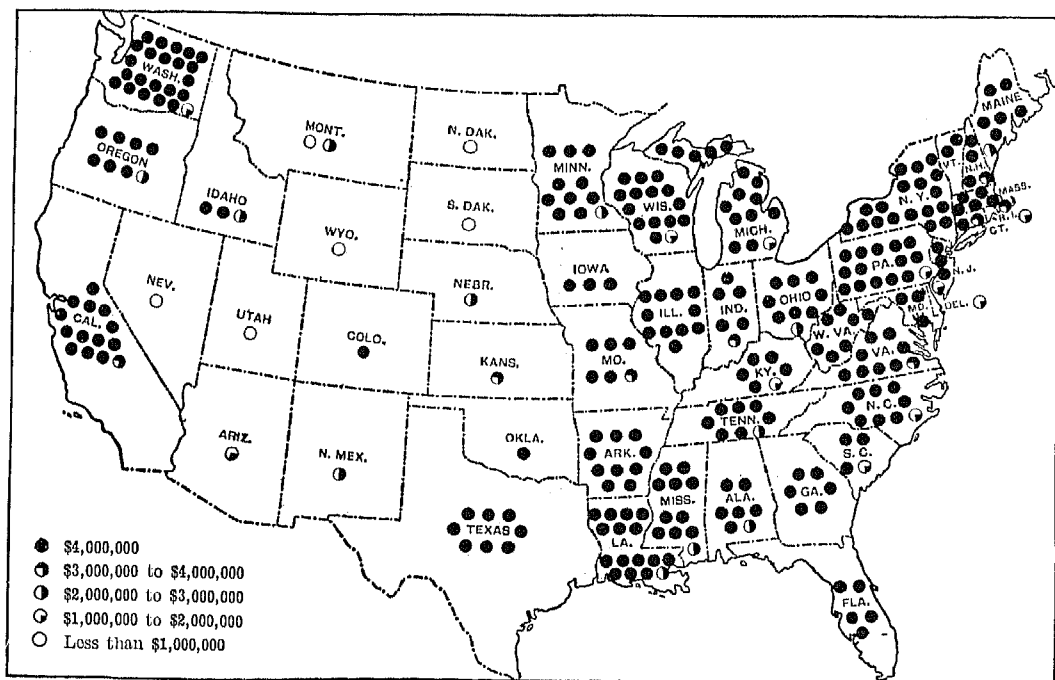 WASH.
MONT.
N. DAK.
MINN.
MAINE
OREGON
VT.
N.H.
IDAHO
S. DAK.
WIS.
MICH.
N.Y.
MASS.
R.I.
CT.
WYO.
IOWA
PA.
N.J.
NEV.
NEBR.
OHIO
UTAH
ILL.
IND.
MD.
DEL.
CAL.
COLO.
W. VA.
KANS.
MO.
KY.
VA.
N.C.
TENN.
ARIZ.
N. MEX.
OKLA.
ARK.
S.C.
MISS.
ALA.
GA.
TEXAS
LA.
FLA.
$4,000,000
$3,000,000 to $4,000,000
$2,000,000 to $3,000,000
$1,000,000 to $2,000,000
Less than $1,000,000